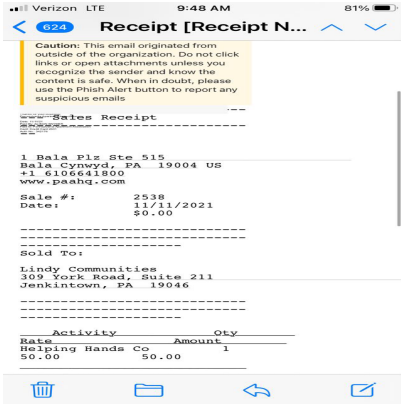 Verizon LTE 9:48 AM 81%
624 Receipt [Receipt N...
Caution: This email originated from
outside of the organization. Do not click
links or open attachments unless you
recognize the sender and know the
content is safe. When in doubt, please
use the Phish Alert button to report any
suspicious emails
--
--- Sales Receipt
-----------------------------
--
1 Bala Plz Ste 515
Bala Cynwyd, PA 19004 US
+1 6106641800
www.paahq.com
Sale #: 2538
Date: 11/11/2021
$0.00
-----------------------------
-----------------------------
--------------------
Sold To:
Lindy Communities
309 York Road, Suite 211
Jenkintown, PA 19046
-----------------------------
-----------------------------
--------------------
Activity Qty
Rate Amount
Helping Hands Co 1
50.00 50.00